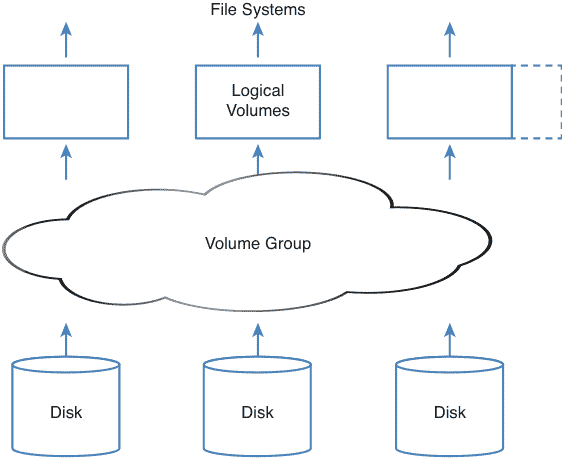 File Systems
Logical
Volumes
Volume Group
Disk
Disk
Disk